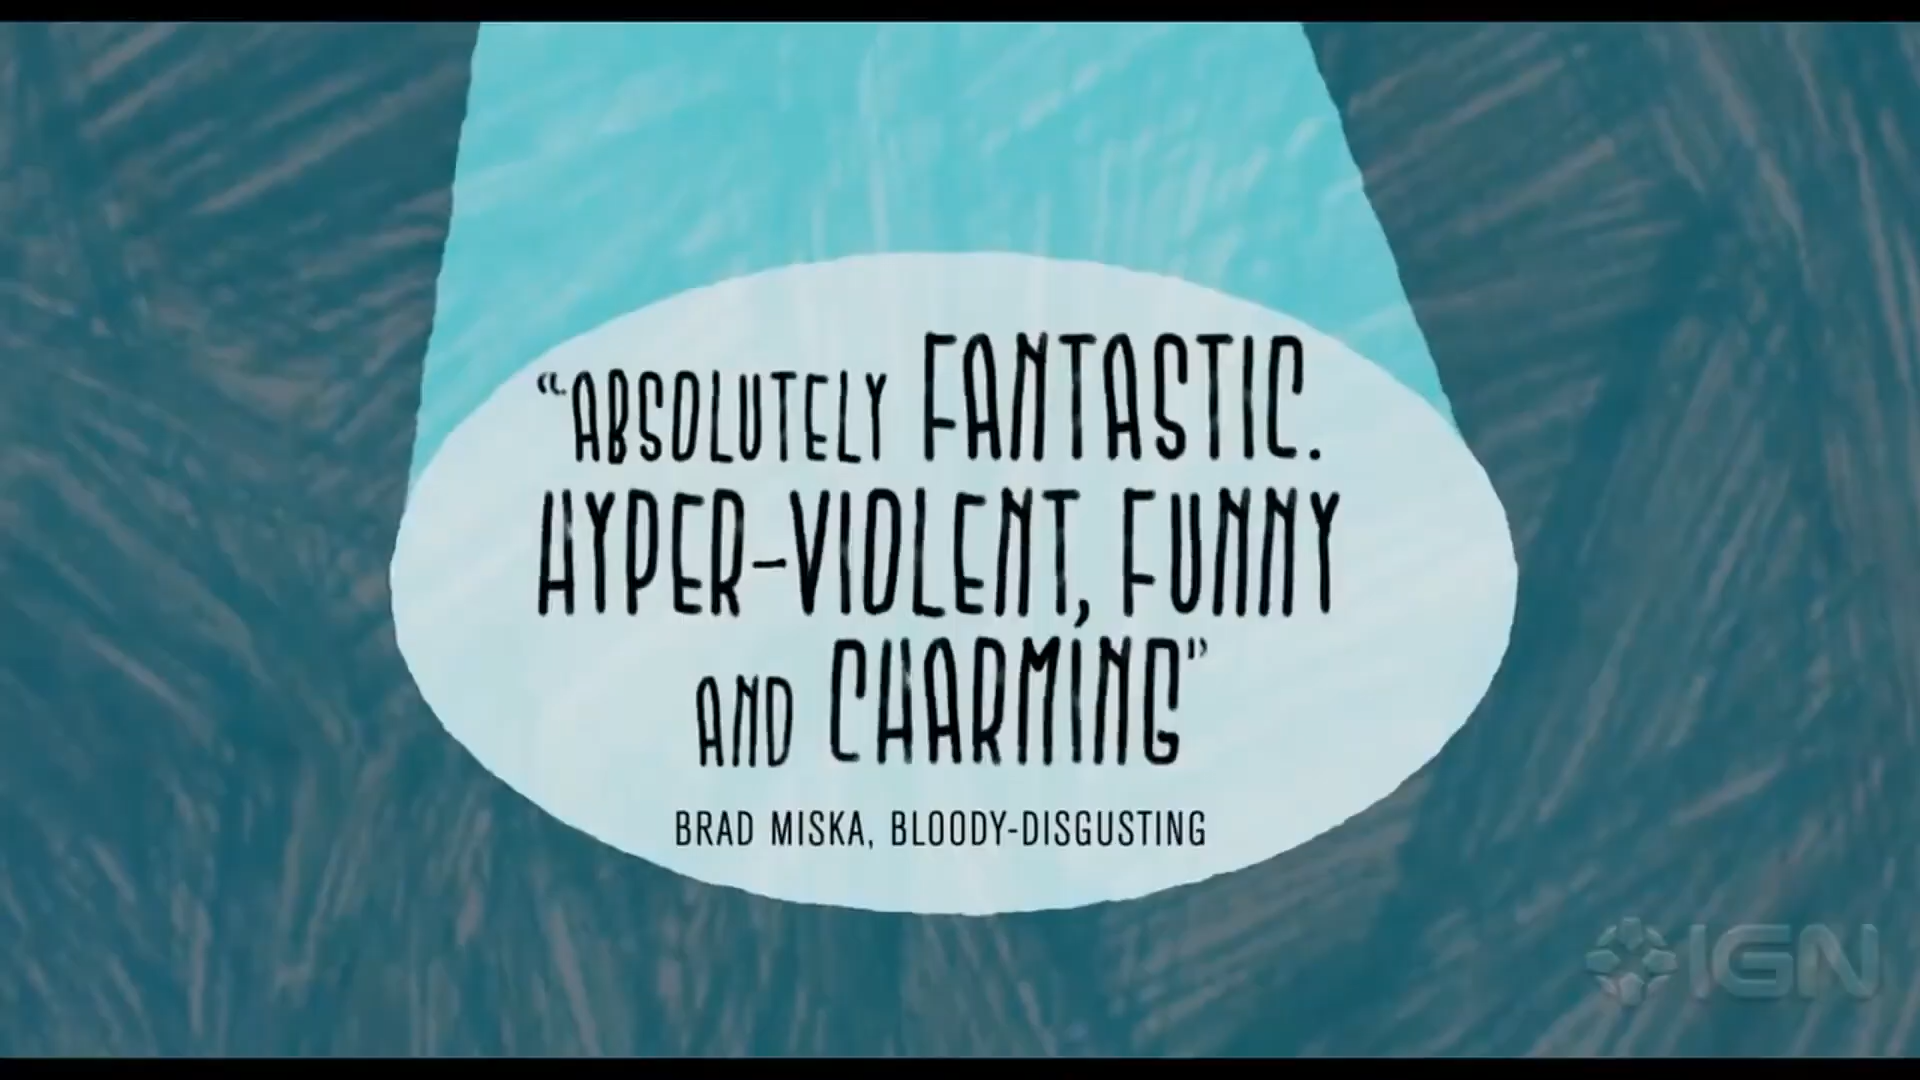 “ABSOLUTELY FANTASTIC.
HYPER-VIOLENT, FUNNY
AND CHARMING”
BRAD MISKA, BLOODY-DISGUSTING
IGN